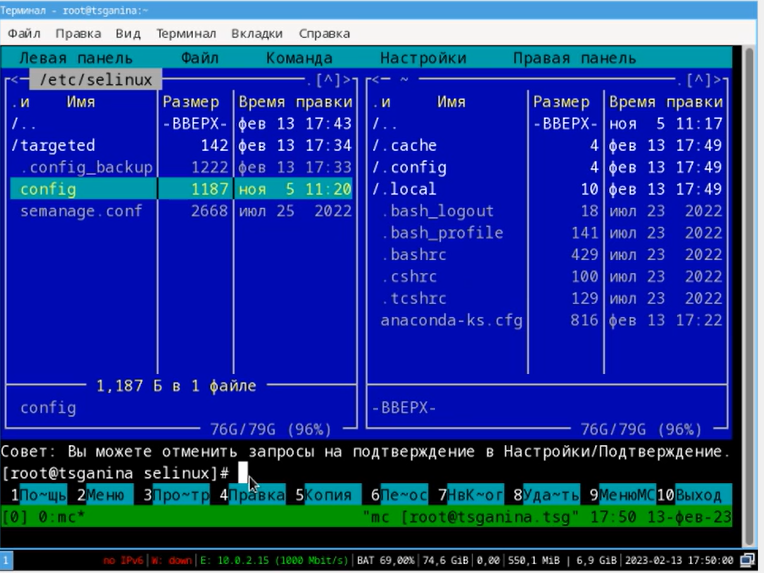 Терминал - root@tsganina:~
Файл Правка Вид Терминал Вкладки Справка
Левая панель Файл Команда Настройки Правая панель
<- /etc/selinux .[^]> <- ~ .[^]>
.и Имя Размер Время правки .и Имя Размер Время правки
/.. -ВВЕРХ- фев 13 17:43 /.. -ВВЕРХ- ноя 5 11:17
/targeted 142 фев 13 17:34 /.cache 4 фев 13 17:49
.config_backup 1222 фев 13 17:33 /.config 4 фев 13 17:49
config 1187 ноя 5 11:20 /.local 10 фев 13 17:49
semanage.conf 2668 июл 25 2022 .bash_logout 18 июл 23 2022
.bash_profile 141 июл 23 2022
.bashrc 429 июл 23 2022
.cshrc 100 июл 23 2022
.tcshrc 129 июл 23 2022
anaconda-ks.cfg 816 фев 13 17:22
1,187 Б в 1 файле
config -ВВЕРХ-
76G/79G (96%) 76G/79G (96%)
Совет: Вы можете отменить запросы на подтверждение в Настройки/Подтверждение.
[root@tsganina selinux]#
1По~щь 2Меню 3Про~тр 4Правка 5Копия 6Пе~ос 7НвК~ог 8Уда~ть 9МенюMC 10Выход
[0] 0:mc* "mc [root@tsganina.tsg" 17:50 13-фев-23
1 no IPv6 | W: down | E: 10.0.2.15 (1000 Mbit/s) | BAT 69,00% | 74,6 GiB | 0,00 | 550,1 MiB | 6,9 GiB | 2023-02-13 17:50:00